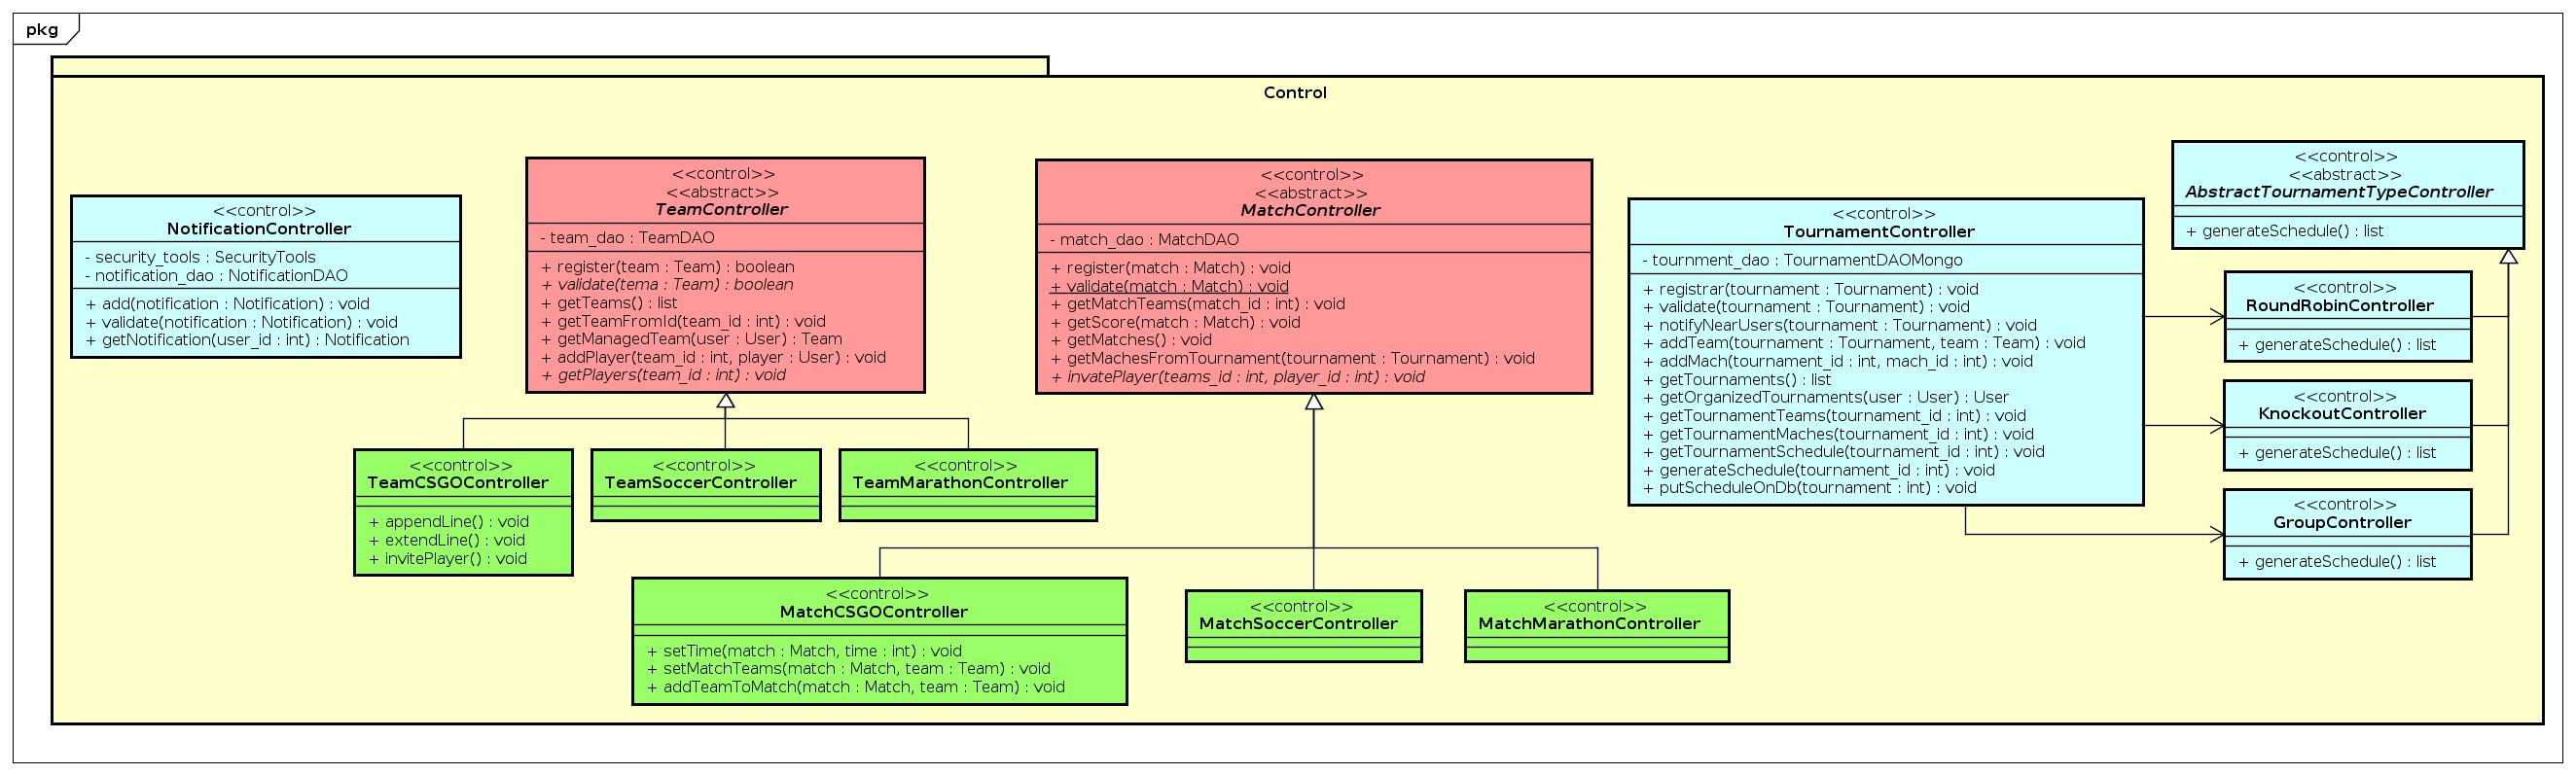 pkg
Control
<<control>>
NotificationController
- security_tools : SecurityTools
- notification_dao : NotificationDAO
+ add(notification : Notification) : void
+ validate(notification : Notification) : void
+ getNotification(user_id : int) : Notification
<<control>>
<<abstract>>
TeamController
- team_dao : TeamDAO
+ register(team : Team) : boolean
+ validate(tema : Team) : boolean
+ getTeams() : list
+ getTeamFromId(team_id : int) : void
+ getManagedTeam(user : User) : Team
+ addPlayer(team_id : int, player : User) : void
+ getPlayers(team_id : int) : void
<<control>>
TeamCSGOController
+ appendLine() : void
+ extendLine() : void
+ invitePlayer() : void
<<control>>
TeamSoccerController
<<control>>
TeamMarathonController
<<control>>
<<abstract>>
MatchController
- match_dao : MatchDAO
+ register(match : Match) : void
+ validate(match : Match) : void
+ getMatchTeams(match_id : int) : void
+ getScore(match : Match) : void
+ getMatches() : void
+ getMachesFromTournament(tournament : Tournament) : void
+ invatePlayer(teams_id : int, player_id : int) : void
<<control>>
MatchCSGOController
+ setTime(match : Match, time : int) : void
+ setMatchTeams(match : Match, team : Team) : void
+ addTeamToMatch(match : Match, team : Team) : void
<<control>>
MatchSoccerController
<<control>>
MatchMarathonController
<<control>>
TournamentController
- tournment_dao : TournamentDAOMongo
+ registrar(tournament : Tournament) : void
+ validate(tournament : Tournament) : void
+ notifyNearUsers(tournament : Tournament) : void
+ addTeam(tournament : Tournament, team : Team) : void
+ addMach(tournament_id : int, mach_id : int) : void
+ getTournaments() : list
+ getOrganizedTournaments(user : User) : User
+ getTournamentTeams(tournament_id : int) : void
+ getTournamentMaches(tournament_id : int) : void
+ getTournamentSchedule(tournament_id : int) : void
+ generateSchedule(tournament_id : int) : void
+ putScheduleOnDb(tournament : int) : void
<<control>>
<<abstract>>
AbstractTournamentTypeController
+ generateSchedule() : list
<<control>>
RoundRobinController
+ generateSchedule() : list
<<control>>
KnockoutController
+ generateSchedule() : list
<<control>>
GroupController
+ generateSchedule() : list